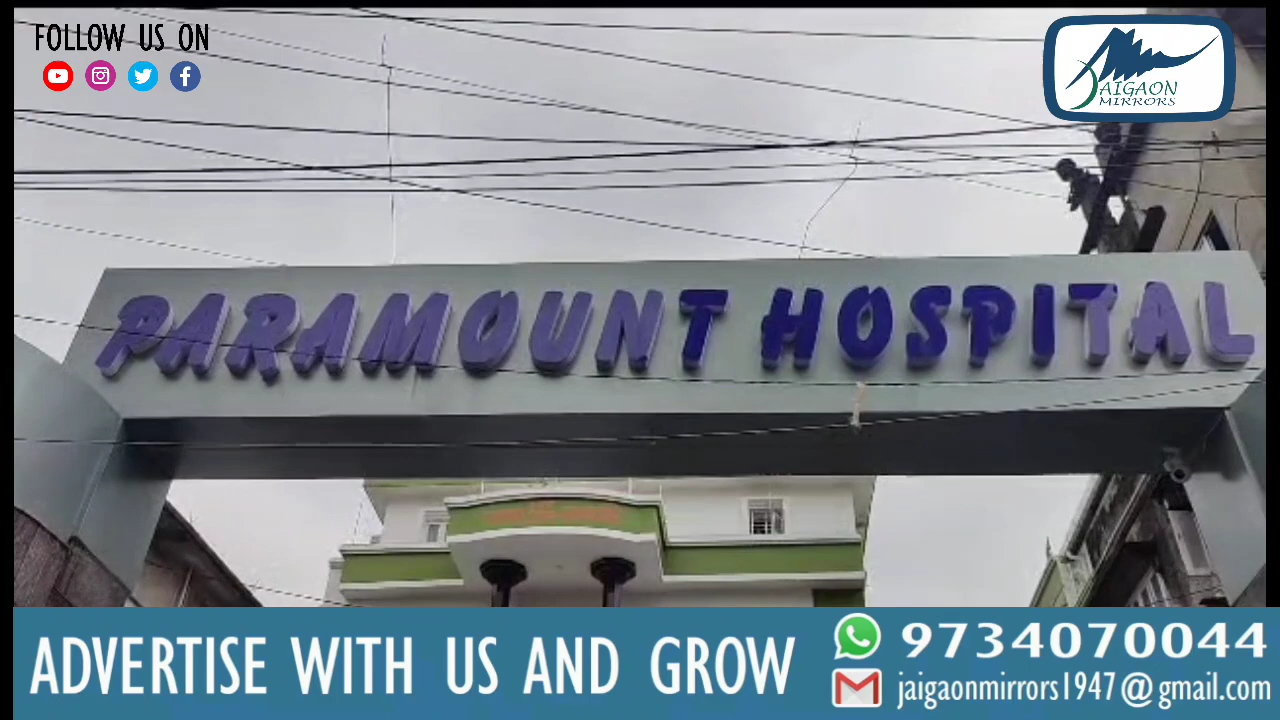 FOLLOW US ON
JAIGAON
MIRRORS
PARAMOUNT HOSPITAL
ADVERTISE WITH US AND GROW
9734070044
jaigaonmirrors1947@gmail.com